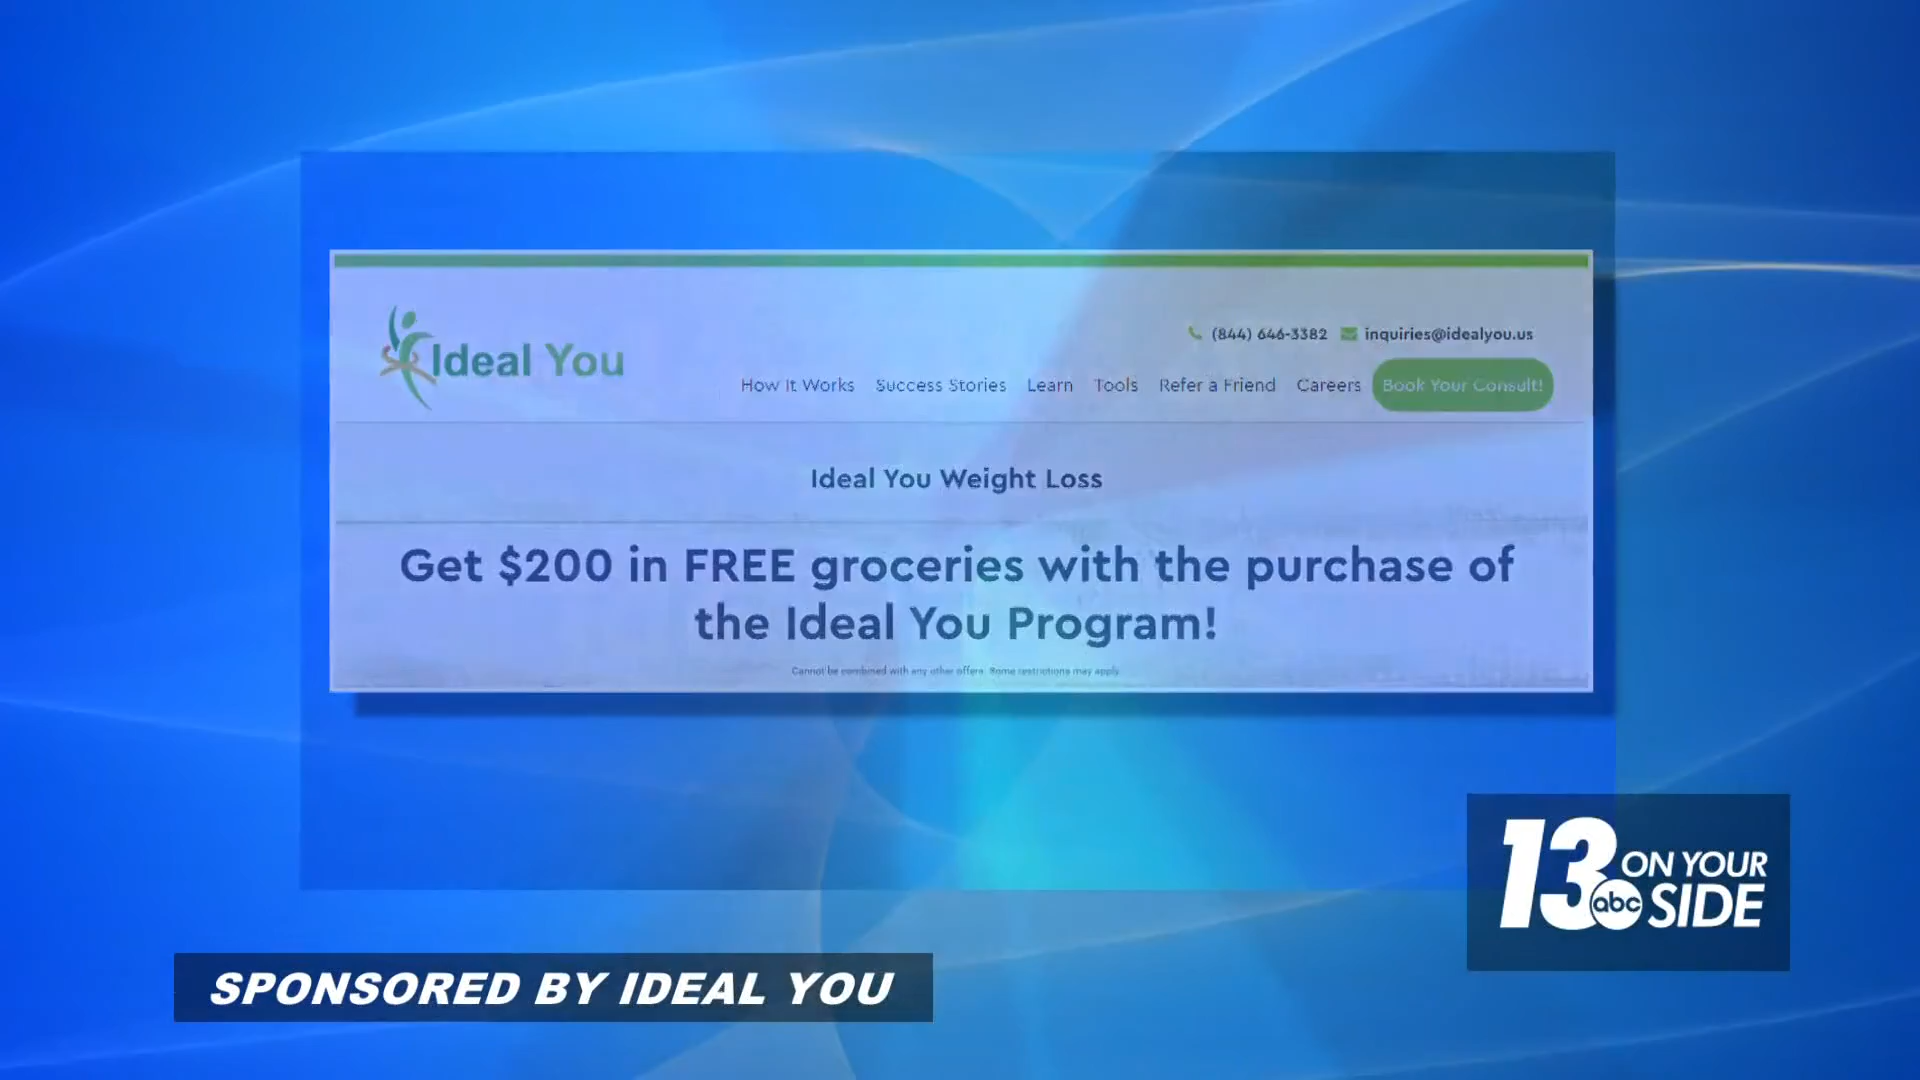 Ideal You
(844) 646-3382 inquiries@idealyou.us
How It Works Success Stories Learn Tools Refer a Friend Careers Book Your Consult!
Ideal You Weight Loss
Get $200 in FREE groceries with the purchase of
the Ideal You Program!
Cannot be combined with any other offers. Some restrictions may apply.
13 ON YOUR
abc SIDE
SPONSORED BY IDEAL YOU